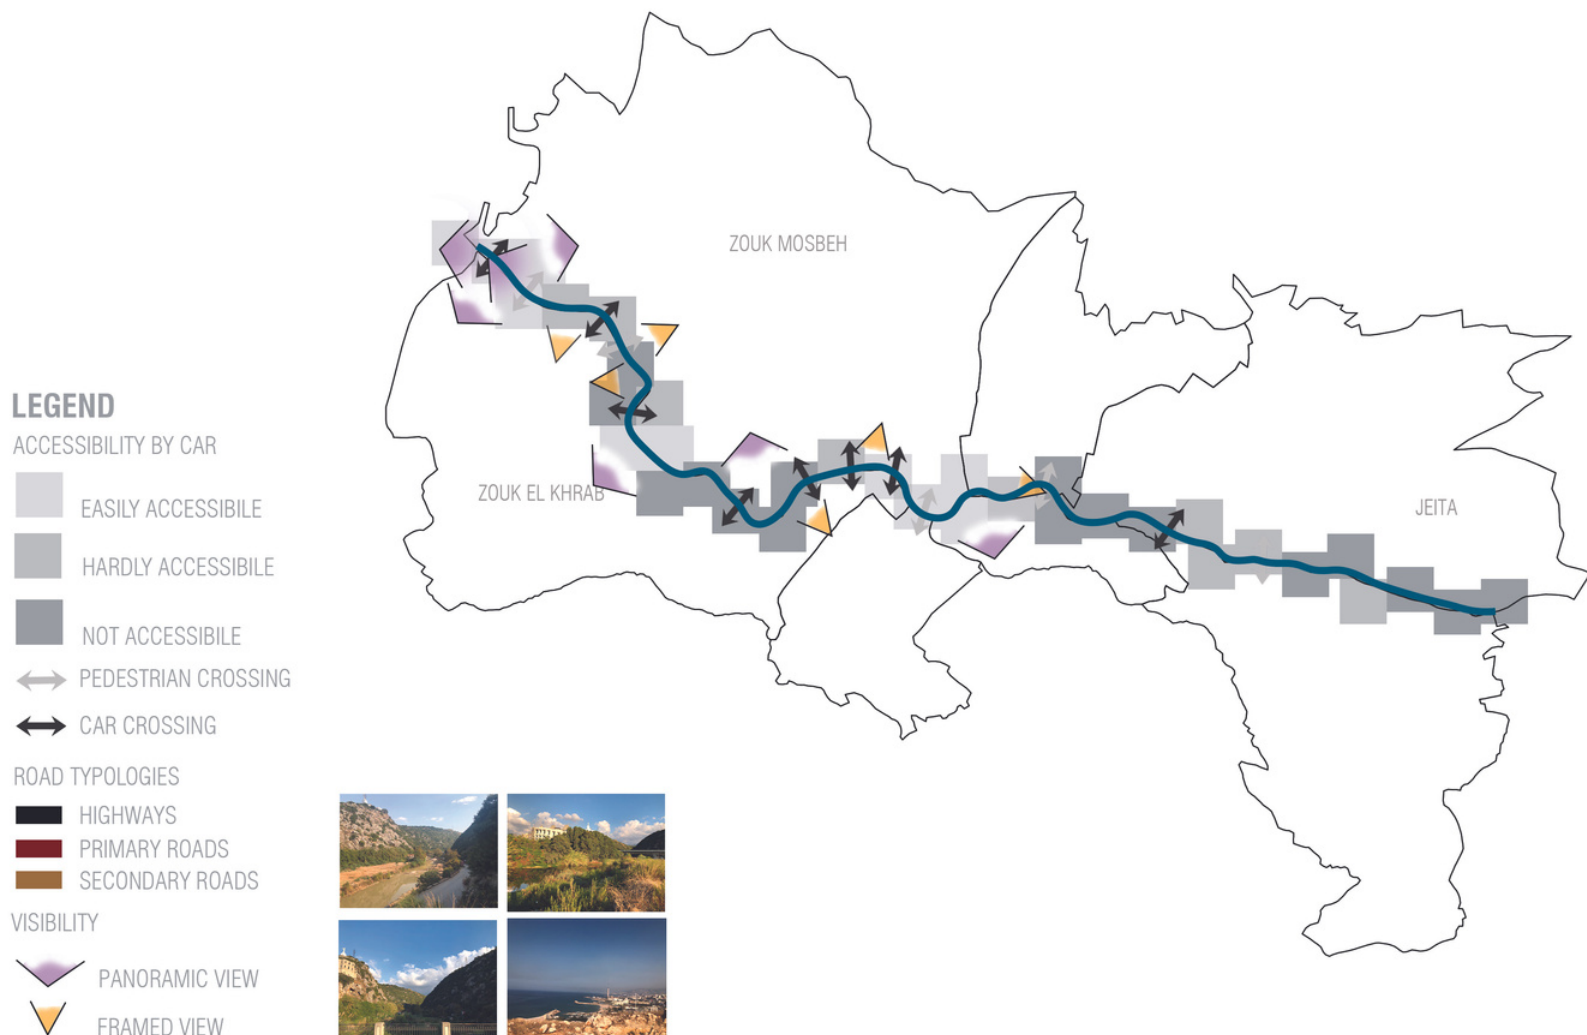 ZOUK MOSBEH
ZOUK EL KHRAB
JEITA
LEGEND
ACCESSIBILITY BY CAR
EASILY ACCESSIBILE
HARDLY ACCESSIBILE
NOT ACCESSIBILE
PEDESTRIAN CROSSING
CAR CROSSING
ROAD TYPOLOGIES
HIGHWAYS
PRIMARY ROADS
SECONDARY ROADS
VISIBILITY
PANORAMIC VIEW
FRAMED VIEW